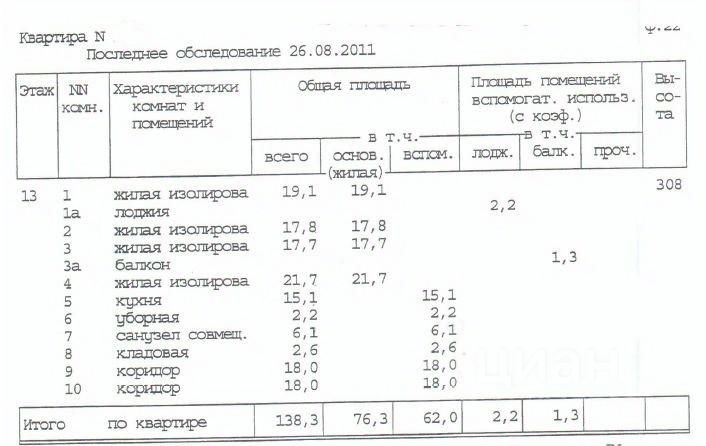 ф.22
Квартира N
Последнее обследование 26.08.2011
Этаж NN комн. Характеристики комнат и помещений Общая площадь Площадь помещений вспомогат. использ. (с коэф.) Вы-со-та
в т.ч. в т.ч.
всего основ. (жилая) вспом. лодж. балк. проч.
13 1 жилая изолирова 19,1 19,1 308
1а лоджия 2,2
2 жилая изолирова 17,8 17,8
3 жилая изолирова 17,7 17,7
3а балкон 1,3
4 жилая изолирова 21,7 21,7
5 кухня 15,1 15,1
6 уборная 2,2 2,2
7 санузел совмещ. 6,1 6,1
8 кладовая 2,6 2,6
9 коридор 18,0 18,0
10 коридор 18,0 18,0
Итого по квартире 138,3 76,3 62,0 2,2 1,3